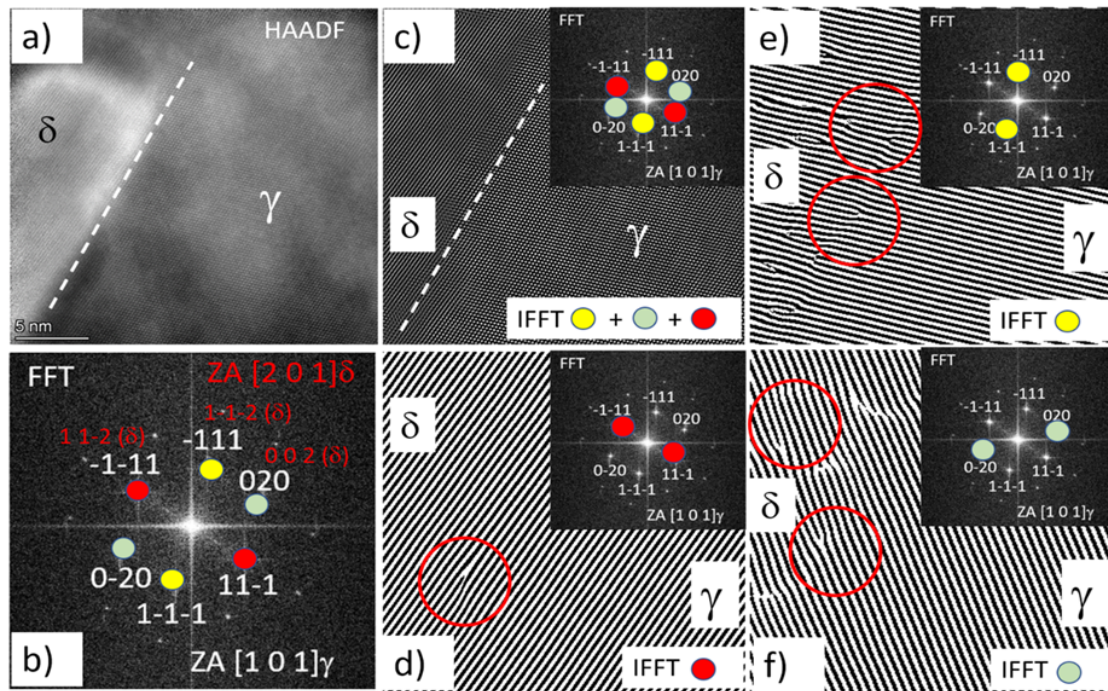 a)
HAADF
δ
γ
5 nm
FFT
ZA [2 0 1]δ
1-1-2 (δ)
1 1-2 (δ)
-111
0 0 2 (δ)
-1-11
020
0-20
11-1
1-1-1
b)
ZA [1 0 1]γ
c)
FFT
-111
-1-11
020
0-20
11-1
1-1-1
ZA [1 0 1]γ
δ
γ
IFFT + +
δ
FFT
-111
-1-11
020
0-20
11-1
1-1-1
ZA [1 0 1]γ
γ
d)
IFFT
e)
FFT
-111
-1-11
020
0-20
11-1
1-1-1
ZA [1 0 1]γ
δ
γ
IFFT
FFT
-111
-1-11
020
0-20
11-1
1-1-1
ZA [1 0 1]γ
δ
γ
f)
IFFT